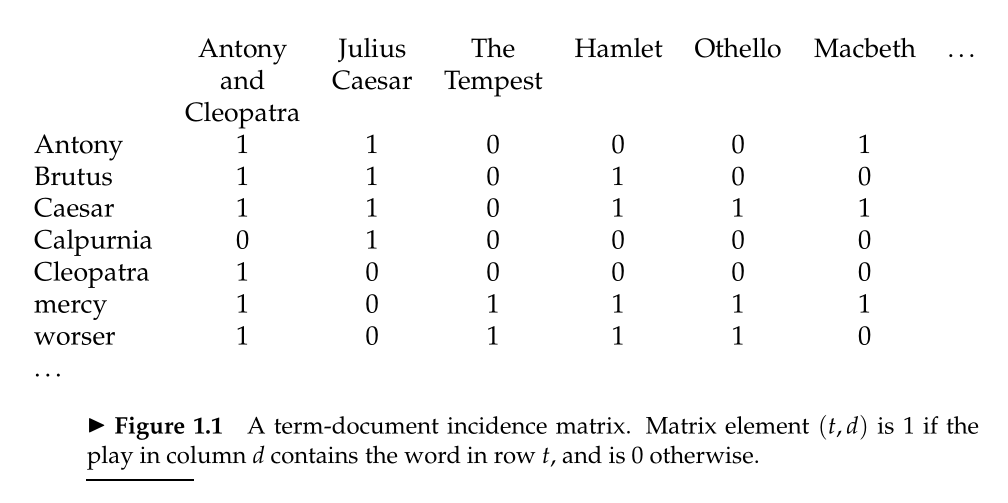 Antony Julius The Hamlet Othello Macbeth ...
and Caesar Tempest
Cleopatra
Antony 1 1 0 0 0 1
Brutus 1 1 0 1 0 0
Caesar 1 1 0 1 1 1
Calpurnia 0 1 0 0 0 0
Cleopatra 1 0 0 0 0 0
mercy 1 0 1 1 1 1
worser 1 0 1 1 1 0
...
▶ Figure 1.1 A term-document incidence matrix. Matrix element (t, d) is 1 if the
play in column d contains the word in row t, and is 0 otherwise.